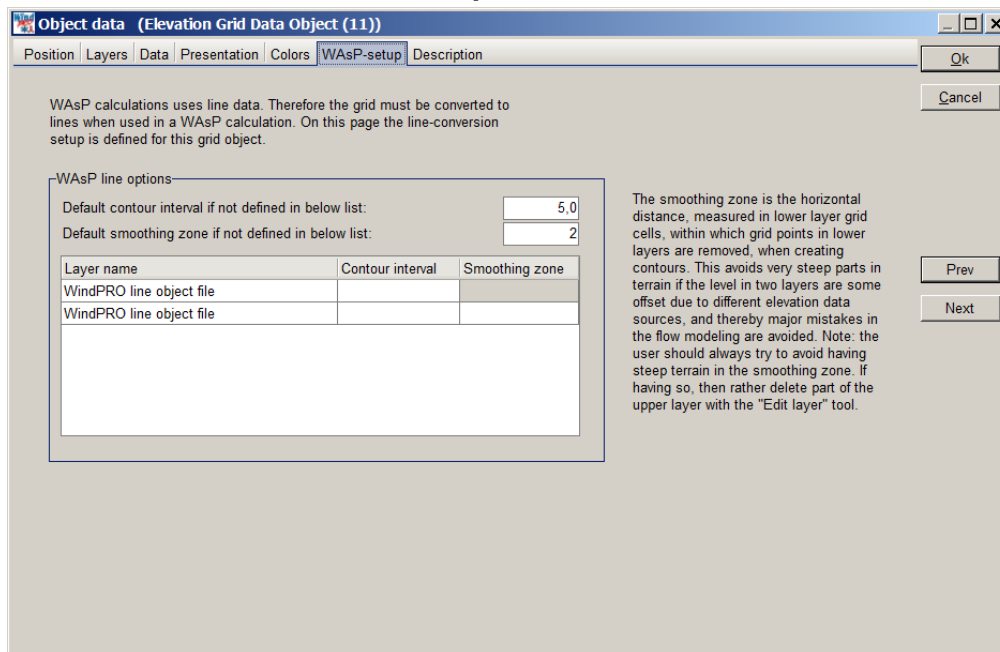 Object data (Elevation Grid Data Object (11))
Position Layers Data Presentation Colors WAsP-setup Description
Ok
Cancel
WAsP calculations uses line data. Therefore the grid must be converted to
lines when used in a WAsP calculation. On this page the line-conversion
setup is defined for this grid object.
WAsP line options
Default contour interval if not defined in below list: 5,0
Default smoothing zone if not defined in below list: 2
Layer name Contour interval Smoothing zone
WindPRO line object file
WindPRO line object file
The smoothing zone is the horizontal
distance, measured in lower layer grid
cells, within which grid points in lower
layers are removed, when creating
contours. This avoids very steep parts in
terrain if the level in two layers are some
offset due to different elevation data
sources, and thereby major mistakes in
the flow modeling are avoided. Note: the
user should always try to avoid having
steep terrain in the smoothing zone. If
having so, then rather delete part of the
upper layer with the "Edit layer" tool.
Prev
Next